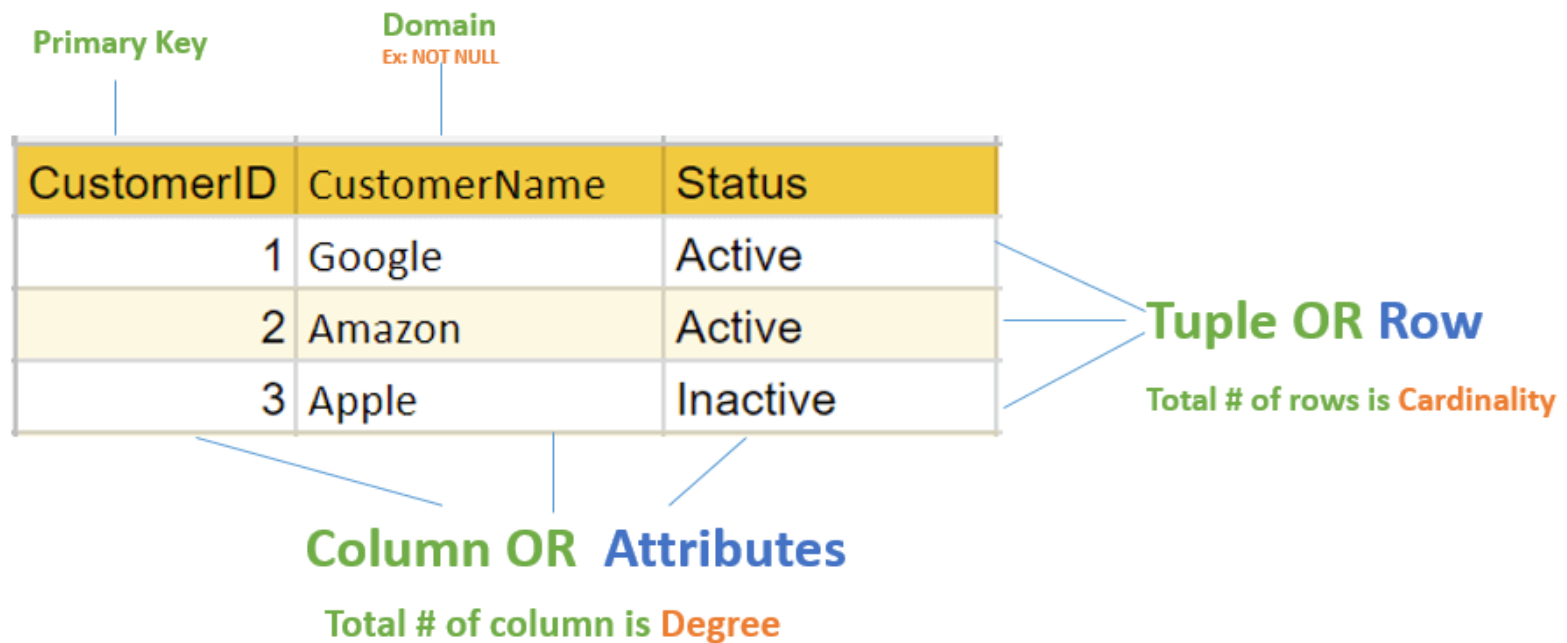 Primary Key
Domain
Ex: NOT NULL
CustomerID CustomerName Status
1 Google Active
2 Amazon Active
3 Apple Inactive
Tuple OR Row
Total # of rows is Cardinality
Column OR Attributes
Total # of column is Degree